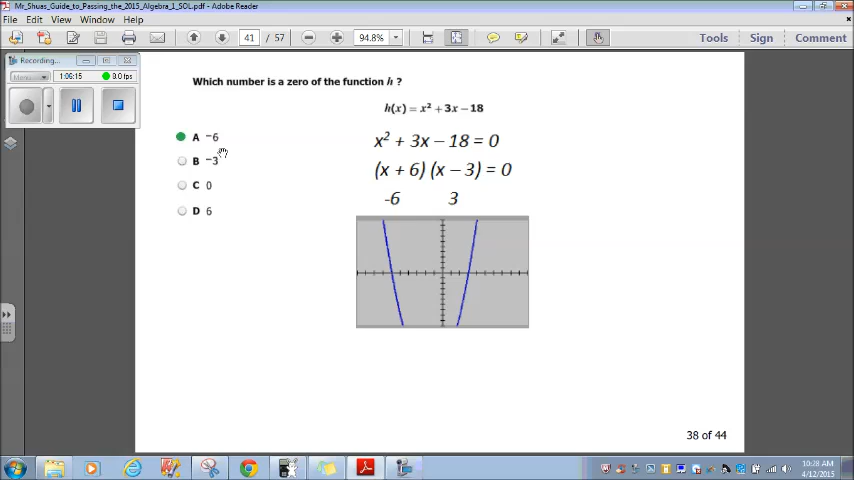 Mr_Shuas_Guide_to_Passing_the_2015_Algebra_1_SOL.pdf - Adobe Reader
File Edit View Window Help
41 / 57 94.8% Tools Sign Comment
Recording...
Menu 1:06:15 0.0 fps
Which number is a zero of the function h ?
h(x) = x² + 3x − 18
A −6
x² + 3x − 18 = 0
B −3
(x + 6) (x − 3) = 0
C 0
-6 3
D 6
38 of 44
10:28 AM
4/12/2015